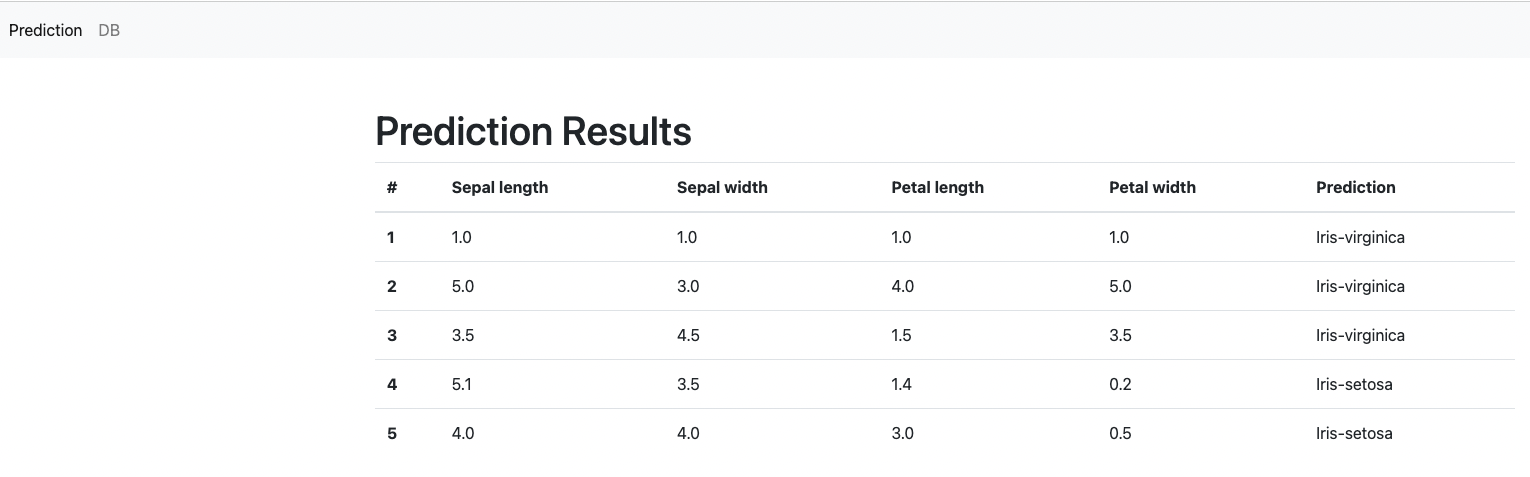 Prediction DB
Prediction Results
# Sepal length Sepal width Petal length Petal width Prediction
1 1.0 1.0 1.0 1.0 Iris-virginica
2 5.0 3.0 4.0 5.0 Iris-virginica
3 3.5 4.5 1.5 3.5 Iris-virginica
4 5.1 3.5 1.4 0.2 Iris-setosa
5 4.0 4.0 3.0 0.5 Iris-setosa